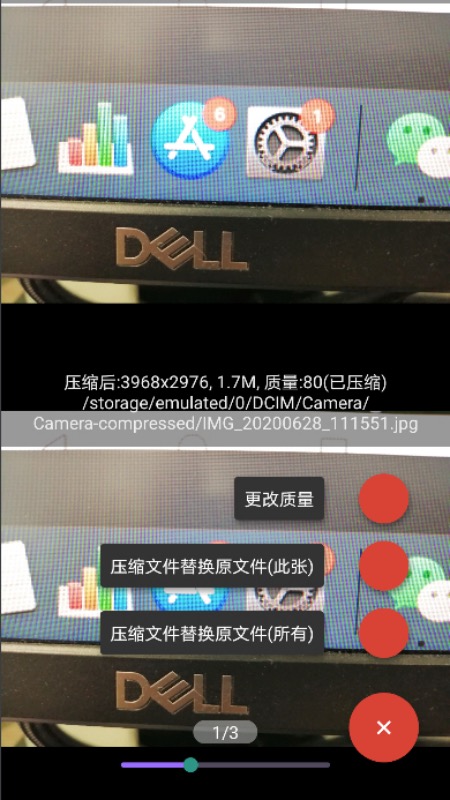 6
1
DELL
压缩后:3968x2976, 1.7M, 质量:80(已压缩)
/storage/emulated/0/DCIM/Camera/
Camera-compressed/IMG_20200628_111551.jpg
更改质量
压缩文件替换原文件(此张)
压缩文件替换原文件(所有)
DELL
1/3